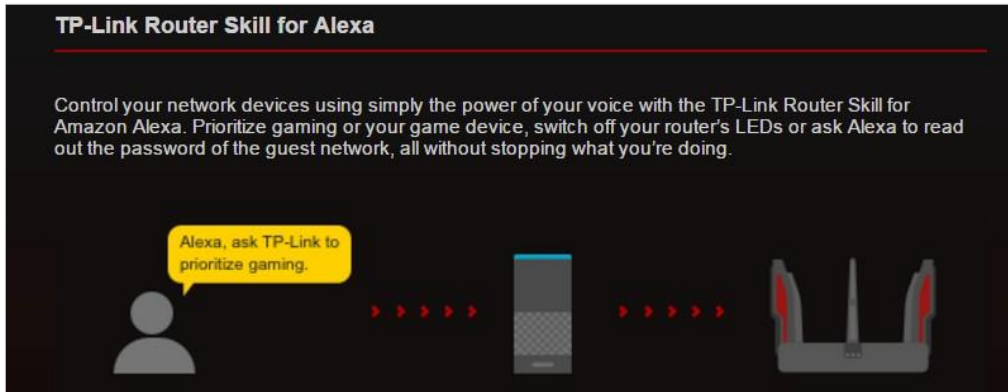 TP-Link Router Skill for Alexa
Control your network devices using simply the power of your voice with the TP-Link Router Skill for
Amazon Alexa. Prioritize gaming or your game device, switch off your router's LEDs or ask Alexa to read
out the password of the guest network, all without stopping what you're doing.
Alexa, ask TP-Link to
prioritize gaming.